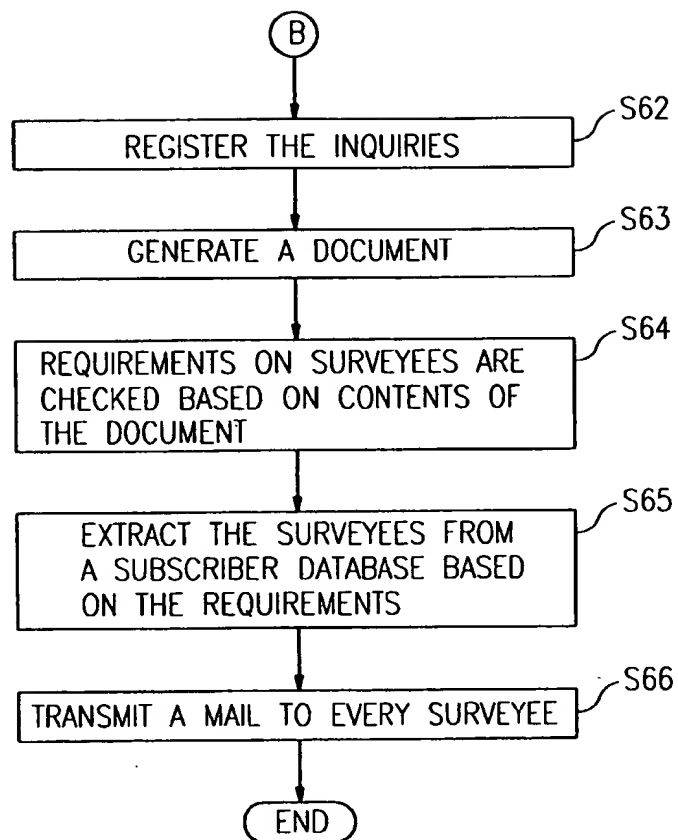 B
S62
REGISTER THE INQUIRIES
S63
GENERATE A DOCUMENT
S64
REQUIREMENTS ON SURVEYEES ARE
CHECKED BASED ON CONTENTS OF
THE DOCUMENT
S65
EXTRACT THE SURVEYEES FROM
A SUBSCRIBER DATABASE BASED
ON THE REQUIREMENTS
S66
TRANSMIT A MAIL TO EVERY SURVEYEE
END